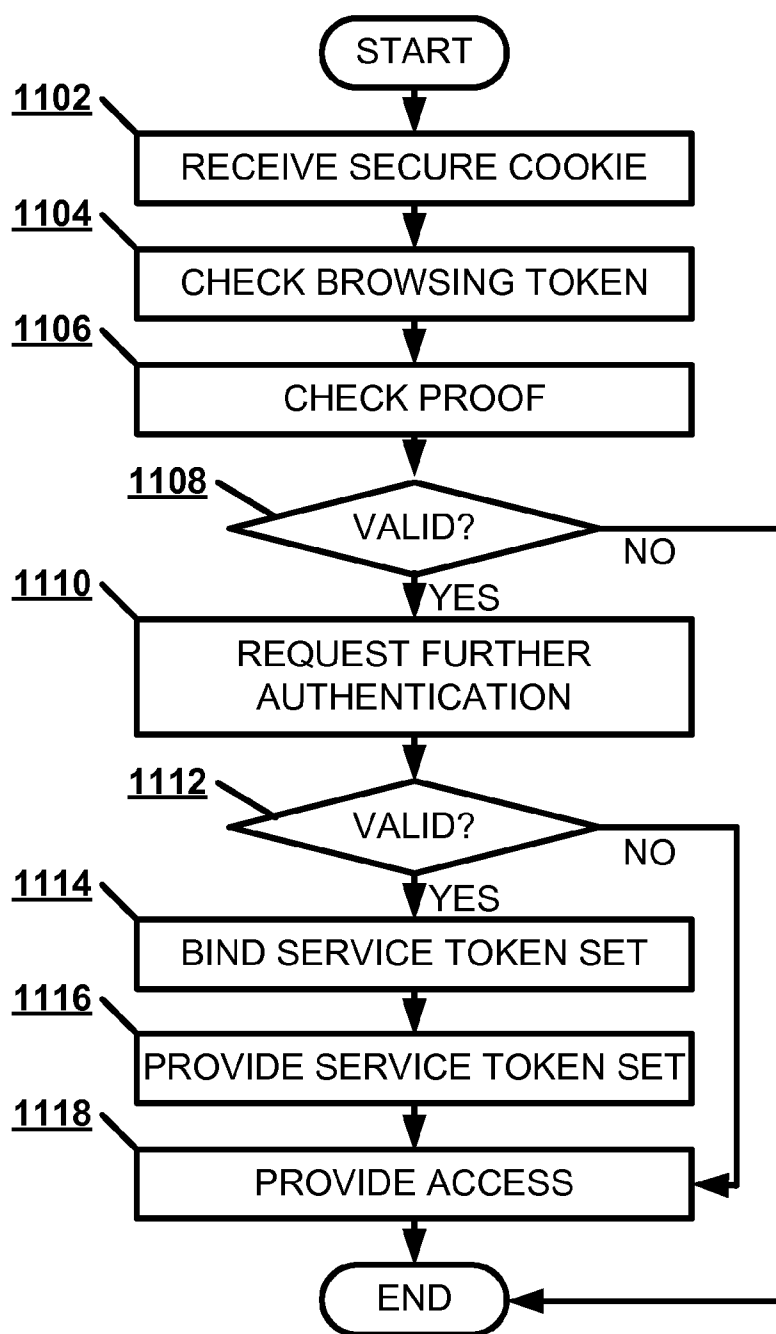 START
1102
RECEIVE SECURE COOKIE
1104
CHECK BROWSING TOKEN
1106
CHECK PROOF
1108
VALID?
NO
YES
1110
REQUEST FURTHER
AUTHENTICATION
1112
VALID?
NO
YES
1114
BIND SERVICE TOKEN SET
1116
PROVIDE SERVICE TOKEN SET
1118
PROVIDE ACCESS
END